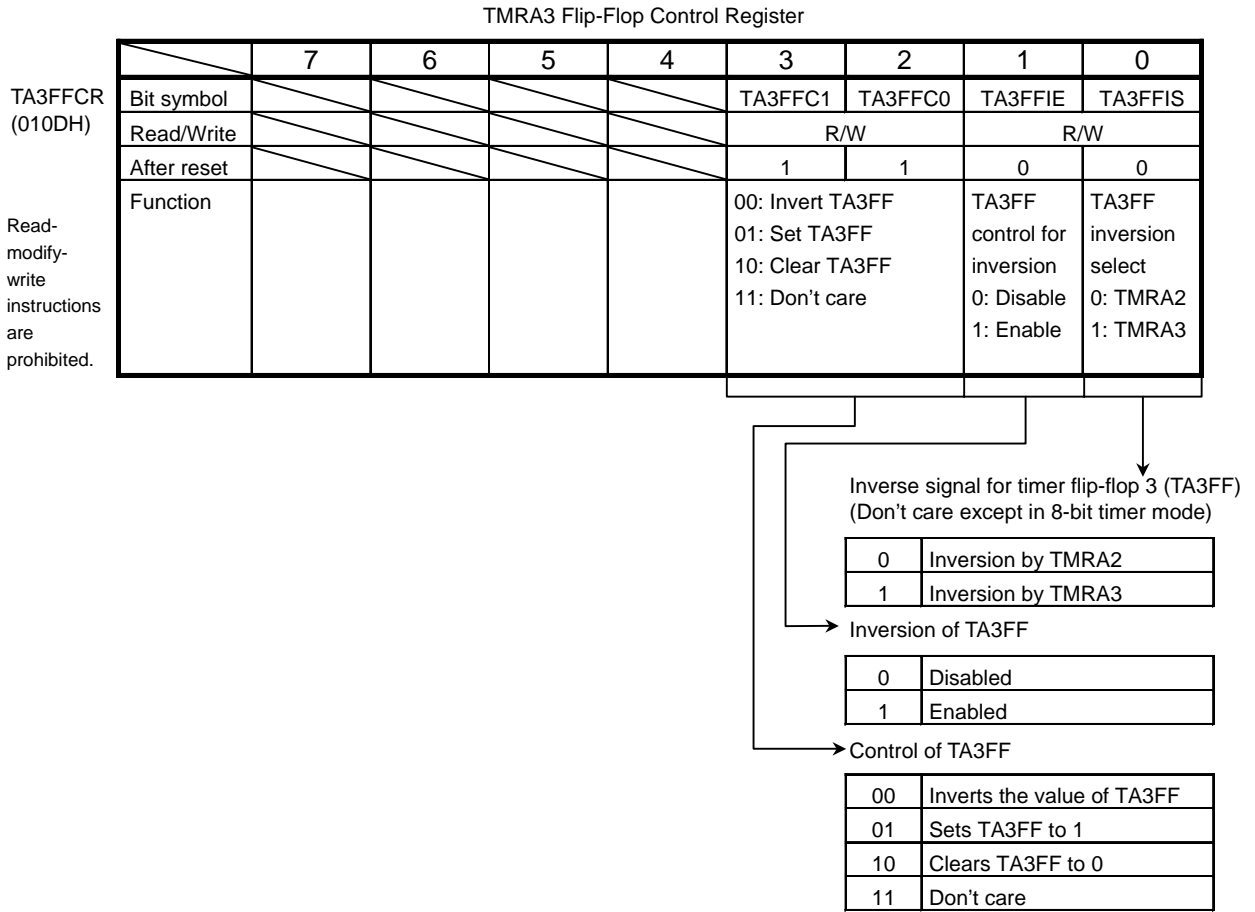 TMRA3 Flip-Flop Control Register
7 6 5 4 3 2 1 0
TA3FFCR
(010DH)
Bit symbol TA3FFC1 TA3FFC0 TA3FFIE TA3FFIS
Read/Write R/W R/W
After reset 1 1 0 0
Function
00: Invert TA3FF
01: Set TA3FF
10: Clear TA3FF
11: Don't care
TA3FF
control for
inversion
0: Disable
1: Enable
TA3FF
inversion
select
0: TMRA2
1: TMRA3
Read-
modify-
write
instructions
are
prohibited.
Inverse signal for timer flip-flop 3 (TA3FF)
(Don't care except in 8-bit timer mode)
0 Inversion by TMRA2
1 Inversion by TMRA3
Inversion of TA3FF
0 Disabled
1 Enabled
Control of TA3FF
00 Inverts the value of TA3FF
01 Sets TA3FF to 1
10 Clears TA3FF to 0
11 Don't care